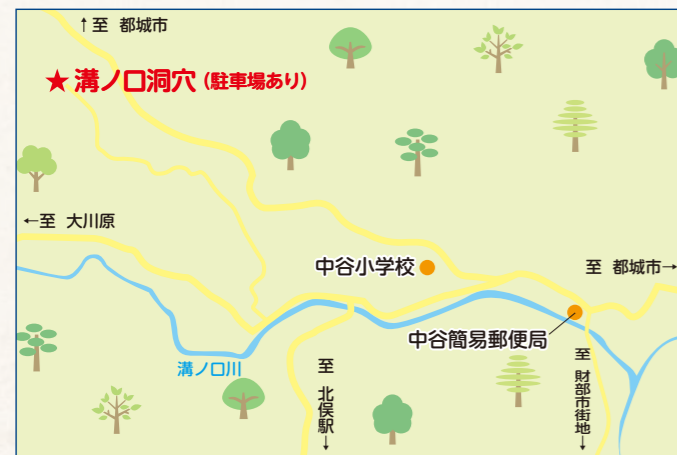 ↑至 都城市
★ 溝ノ口洞穴（駐車場あり）
←至 大川原
中谷小学校
至 都城市→
中谷簡易郵便局
溝ノ口川
至 北俣駅↓
至 財部市街地↓